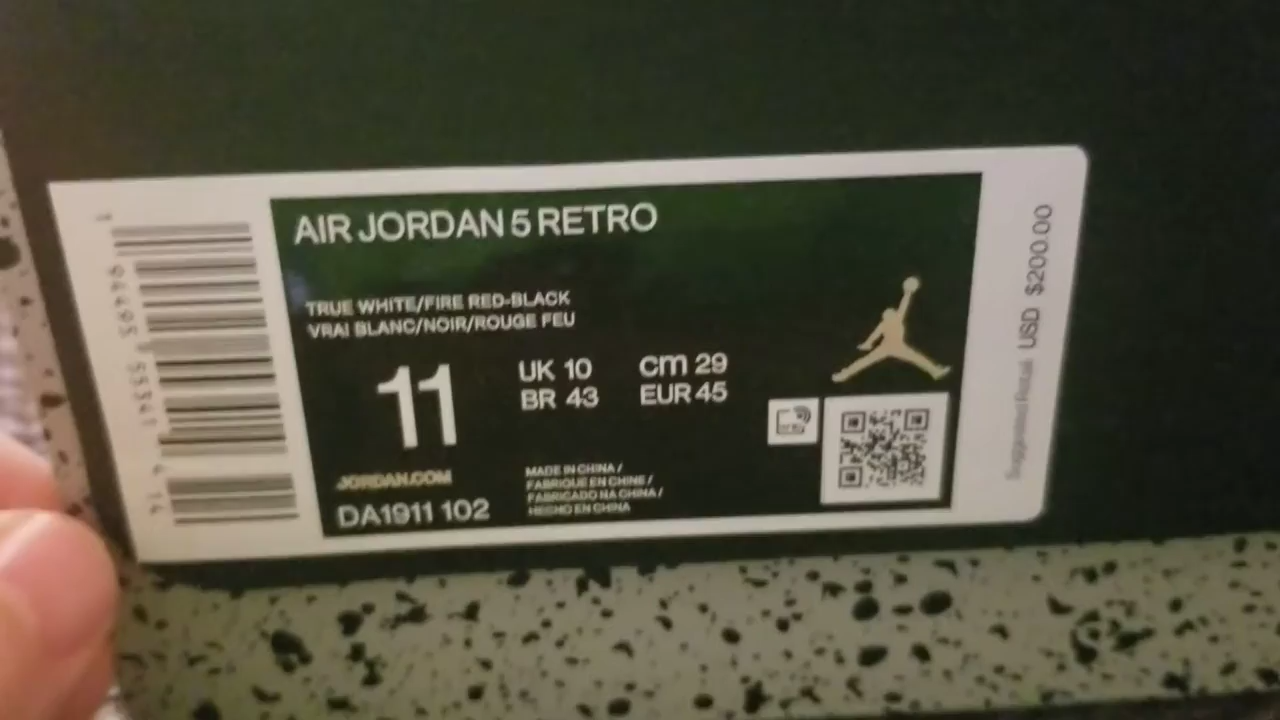 AIR JORDAN 5 RETRO
TRUE WHITE/FIRE RED-BLACK
VRAI BLANC/NOIR/ROUGE FEU
11
UK 10
cm 29
BR 43
EUR 45
JORDAN.COM
DA1911 102
MADE IN CHINA /
FABRIQUE EN CHINE /
FABRICADO NA CHINA /
HECHO EN CHINA
Suggested Retail USD $200.00